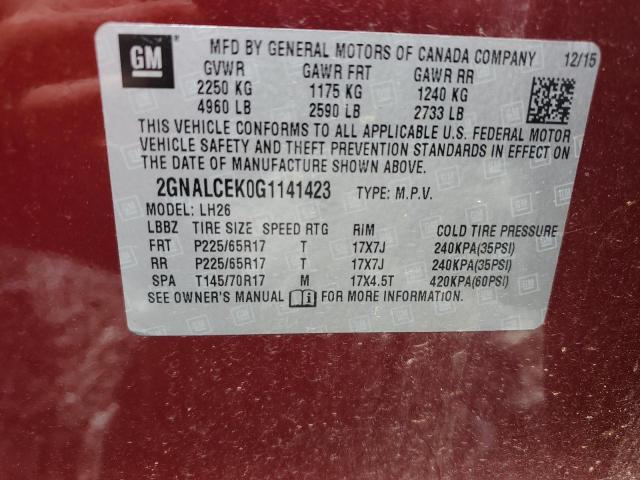 GM
MFD BY GENERAL MOTORS OF CANADA COMPANY 12/15
GVWR GAWR FRT GAWR RR
2250 KG 1175 KG 1240 KG
4960 LB 2590 LB 2733 LB
THIS VEHICLE CONFORMS TO ALL APPLICABLE U.S. FEDERAL MOTOR
VEHICLE SAFETY AND THEFT PREVENTION STANDARDS IN EFFECT ON
THE DATE OF MANUFACTURE SHOWN ABOVE.
2GNALCEK0G1141423 TYPE: M.P.V.
MODEL: LH26
LBBZ TIRE SIZE SPEED RTG RIM COLD TIRE PRESSURE
FRT P225/65R17 T 17X7J 240KPA(35PSI)
RR P225/65R17 T 17X7J 240KPA(35PSI)
SPA T145/70R17 M 17X4.5T 420KPA(60PSI)
SEE OWNER'S MANUAL FOR MORE INFORMATION